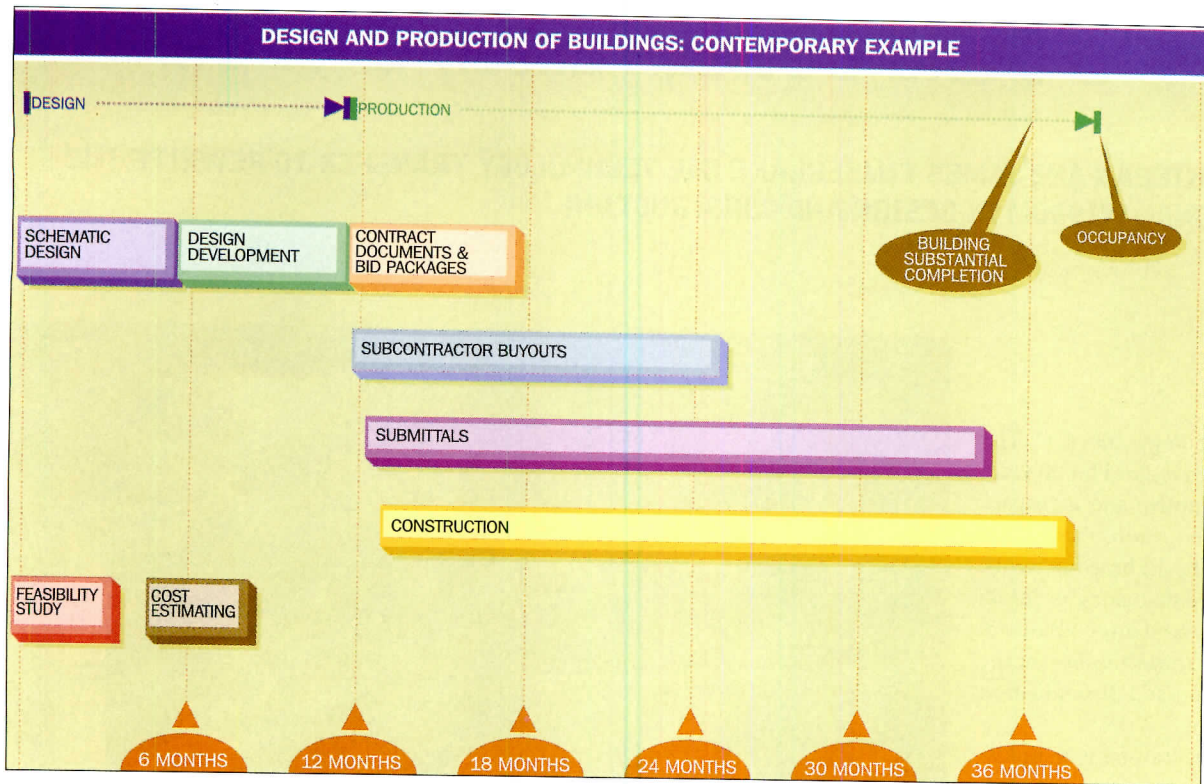 DESIGN AND PRODUCTION OF BUILDINGS: CONTEMPORARY EXAMPLE
DESIGN
PRODUCTION
SCHEMATIC
DESIGN
DESIGN
DEVELOPMENT
CONTRACT
DOCUMENTS &
BID PACKAGES
BUILDING
SUBSTANTIAL
COMPLETION
OCCUPANCY
SUBCONTRACTOR BUYOUTS
SUBMITTALS
CONSTRUCTION
FEASIBILITY
STUDY
COST
ESTIMATING
6 MONTHS
12 MONTHS
18 MONTHS
24 MONTHS
30 MONTHS
36 MONTHS